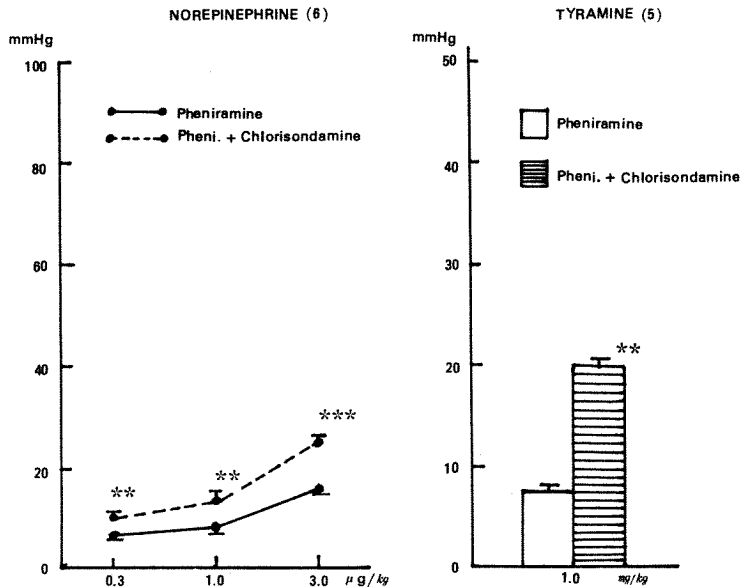 NOREPINEPHRINE (6)
mmHg
100
80
60
40
20
0
Pheniramine
Pheni. + Chlorisondamine
**
**
***
0.3 1.0 3.0 μg/kg
TYRAMINE (5)
mmHg
50
40
30
20
10
0
Pheniramine
Pheni. + Chlorisondamine
**
1.0 mg/kg